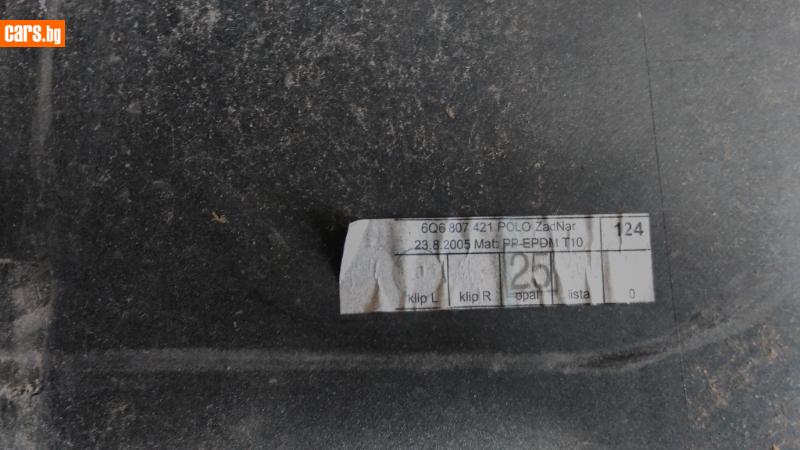 cars.bg
6Q6 807 421 POLO ZadNar
124
23.8.2005 Mat: PP-EPDM T10
25
klip L
klip R
opal
lista
0